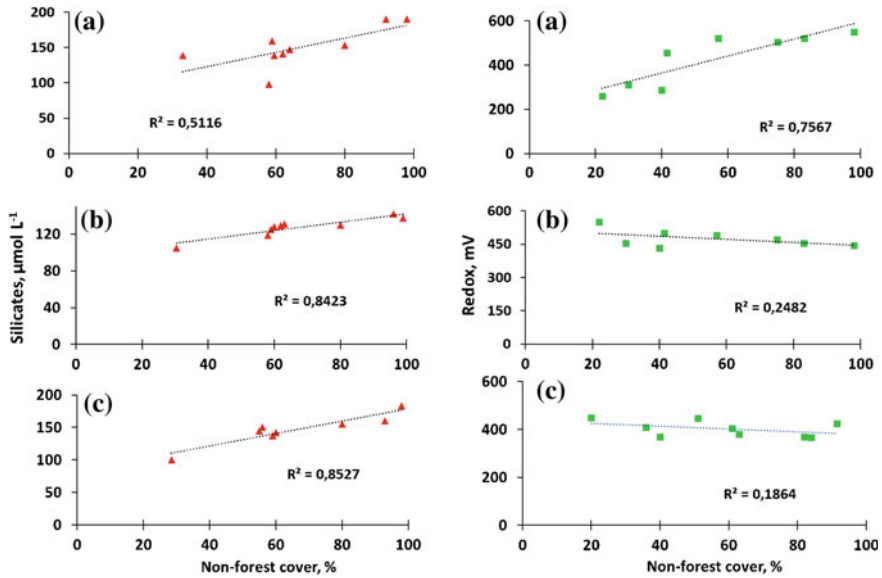 (a)
200
150
100
50
0
R² = 0,5116
0 20 40 60 80 100
(a)
600
400
200
0
R² = 0,7567
0 20 40 60 80 100
Silicates, µmol L⁻¹
(b)
120
80
40
0
R² = 0,8423
0 20 40 60 80 100
Redox, mV
(b)
600
450
300
150
0
R² = 0,2482
0 20 40 60 80 100
(c)
200
150
100
50
0
R² = 0,8527
0 20 40 60 80 100
Non-forest cover, %
(c)
600
400
200
0
R² = 0,1864
0 20 40 60 80 100
Non-forest cover, %